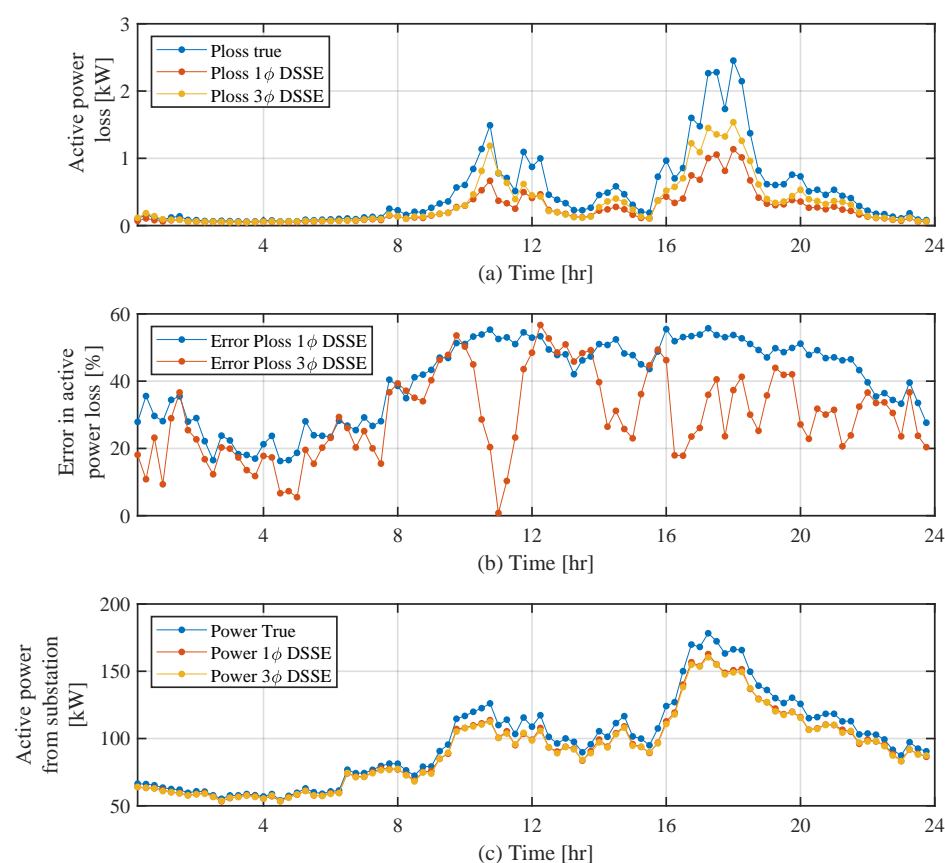 3
2
1
0
Active power
loss [kW]
Ploss true
Ploss 1ϕ DSSE
Ploss 3ϕ DSSE
4 8 12 16 20 24
(a) Time [hr]
60
40
20
0
Error in active
power loss [%]
Error Ploss 1ϕ DSSE
Error Ploss 3ϕ DSSE
4 8 12 16 20 24
(b) Time [hr]
200
150
100
50
Active power
from substation
[kW]
Power True
Power 1ϕ DSSE
Power 3ϕ DSSE
4 8 12 16 20 24
(c) Time [hr]